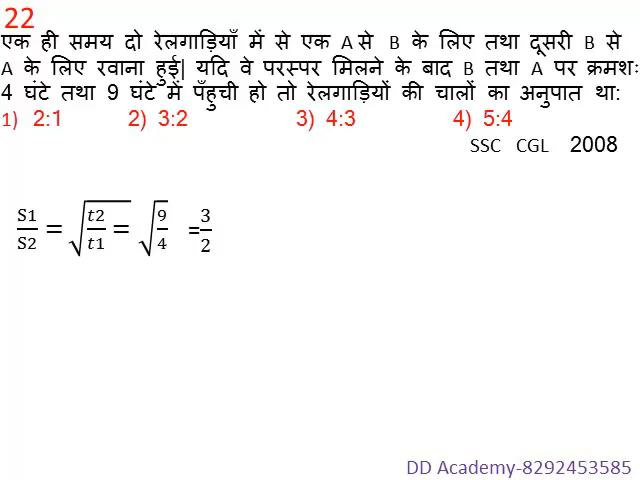 22
एक ही समय दो रेलगाड़ियाँ में से एक A से B के लिए तथा दूसरी B से
A के लिए रवाना हुई| यदि वे परस्पर मिलने के बाद B तथा A पर क्रमशः
4 घंटे तथा 9 घंटे में पँहुची हो तो रेलगाड़ियों की चालों का अनुपात था:
1) 2:1 2) 3:2 3) 4:3 4) 5:4
SSC CGL 2008
S1/S2 = √(t2/t1 =) √(9/4) =3/2
DD Academy-8292453585